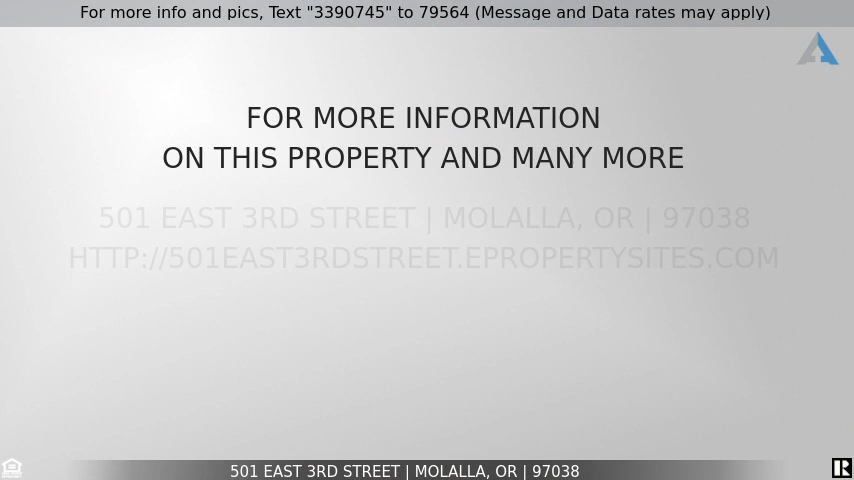 For more info and pics, Text "3390745" to 79564 (Message and Data rates may apply)
FOR MORE INFORMATION
ON THIS PROPERTY AND MANY MORE
501 EAST 3RD STREET | MOLALLA, OR | 97038
HTTP://501EAST3RDSTREET.EPROPERTYSITES.COM
501 EAST 3RD STREET | MOLALLA, OR | 97038